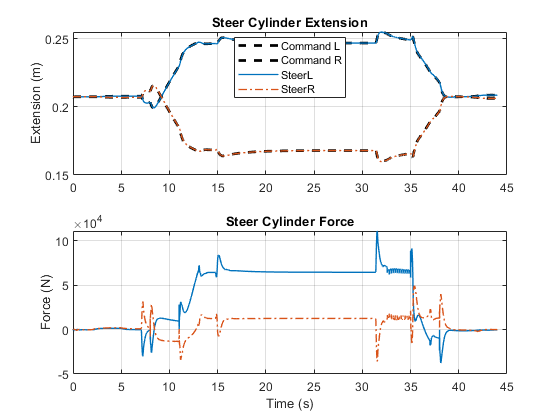 Steer Cylinder Extension
0.25
0.2
0.15
Extension (m)
Command L
Command R
SteerL
SteerR
0 5 10 15 20 25 30 35 40 45
Steer Cylinder Force
×10⁴
10
5
0
-5
Force (N)
0 5 10 15 20 25 30 35 40 45
Time (s)